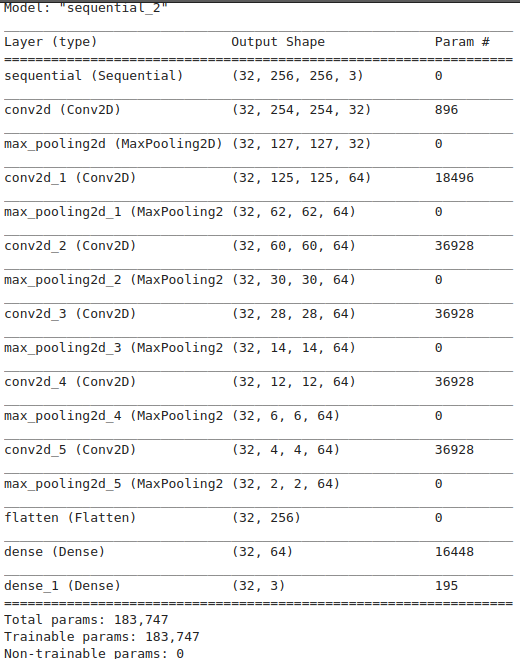 Model: "sequential_2"
Layer (type) Output Shape Param #
sequential (Sequential) (32, 256, 256, 3) 0
conv2d (Conv2D) (32, 254, 254, 32) 896
max_pooling2d (MaxPooling2D) (32, 127, 127, 32) 0
conv2d_1 (Conv2D) (32, 125, 125, 64) 18496
max_pooling2d_1 (MaxPooling2 (32, 62, 62, 64) 0
conv2d_2 (Conv2D) (32, 60, 60, 64) 36928
max_pooling2d_2 (MaxPooling2 (32, 30, 30, 64) 0
conv2d_3 (Conv2D) (32, 28, 28, 64) 36928
max_pooling2d_3 (MaxPooling2 (32, 14, 14, 64) 0
conv2d_4 (Conv2D) (32, 12, 12, 64) 36928
max_pooling2d_4 (MaxPooling2 (32, 6, 6, 64) 0
conv2d_5 (Conv2D) (32, 4, 4, 64) 36928
max_pooling2d_5 (MaxPooling2 (32, 2, 2, 64) 0
flatten (Flatten) (32, 256) 0
dense (Dense) (32, 64) 16448
dense_1 (Dense) (32, 3) 195
Total params: 183,747
Trainable params: 183,747
Non-trainable params: 0